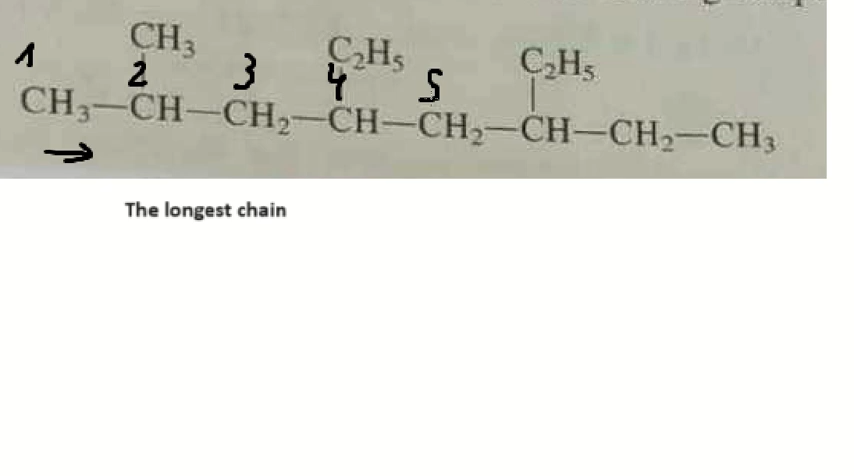 CH₃ C₂H₅ C₂H₅
1 2 3 4 5
CH₃—CH—CH₂—CH—CH₂—CH—CH₂—CH₃
The longest chain